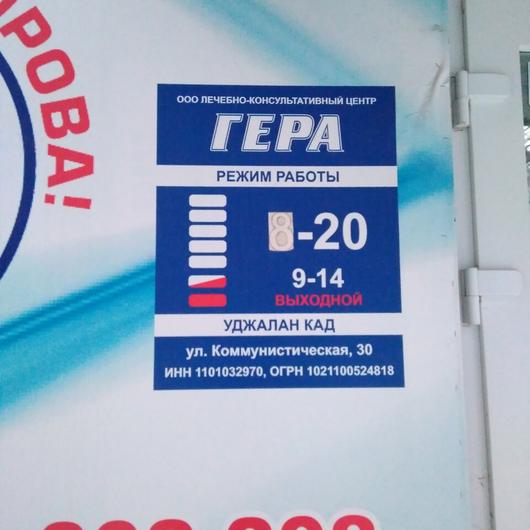 АРОВА!
ООО ЛЕЧЕБНО-КОНСУЛЬТАТИВНЫЙ ЦЕНТР
ГЕРА
РЕЖИМ РАБОТЫ
8-20
9-14
ВЫХОДНОЙ
УДЖАЛАН КАД
ул. Коммунистическая, 30
ИНН 1101032970, ОГРН 1021100524818